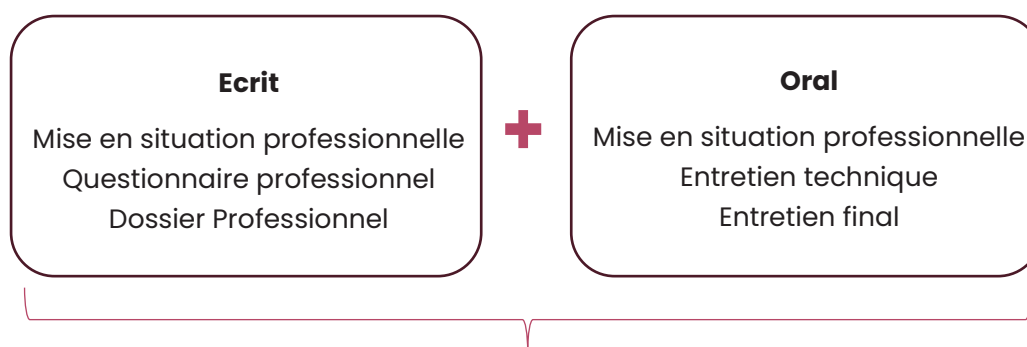 Ecrit
Mise en situation professionnelle
Questionnaire professionnel
Dossier Professionnel
Oral
Mise en situation professionnelle
Entretien technique
Entretien final